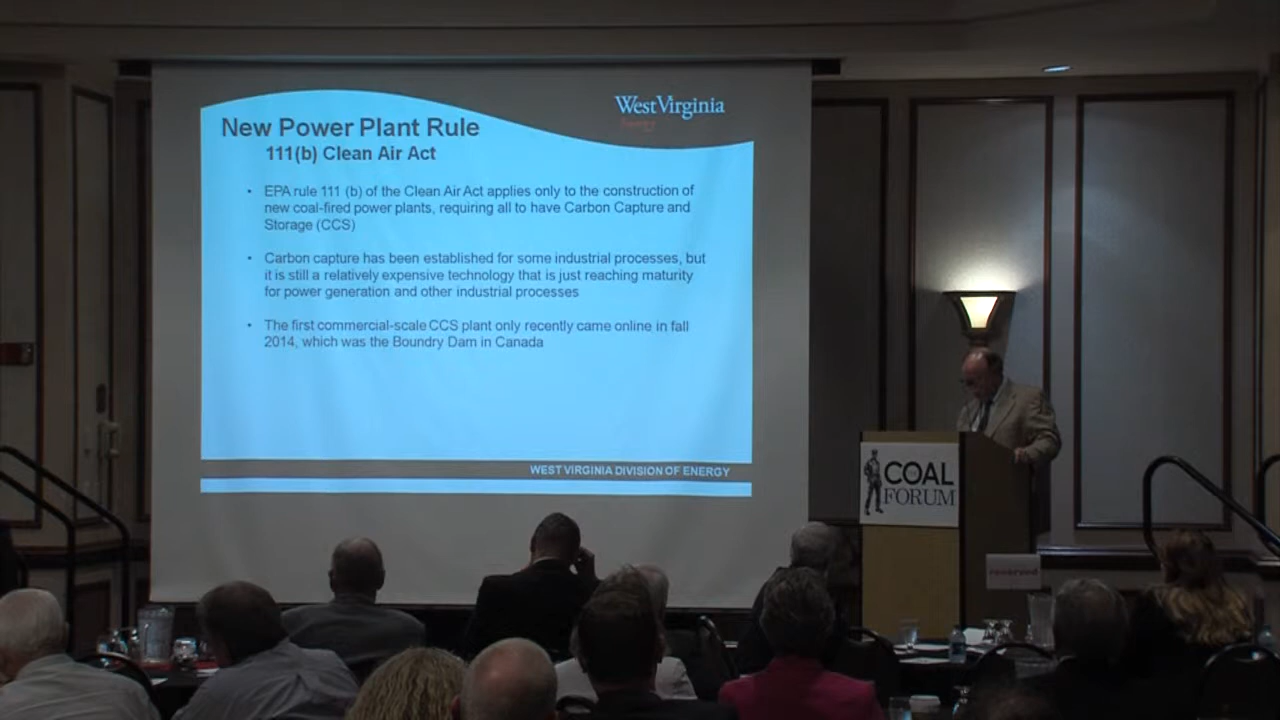 West Virginia
New Power Plant Rule
111(b) Clean Air Act
• EPA rule 111 (b) of the Clean Air Act applies only to the construction of
new coal-fired power plants, requiring all to have Carbon Capture and
Storage (CCS)
• Carbon capture has been established for some industrial processes, but
it is still a relatively expensive technology that is just reaching maturity
for power generation and other industrial processes
• The first commercial-scale CCS plant only recently came online in fall
2014, which was the Boundry Dam in Canada
WEST VIRGINIA DIVISION OF ENERGY
COAL
FORUM
reserved